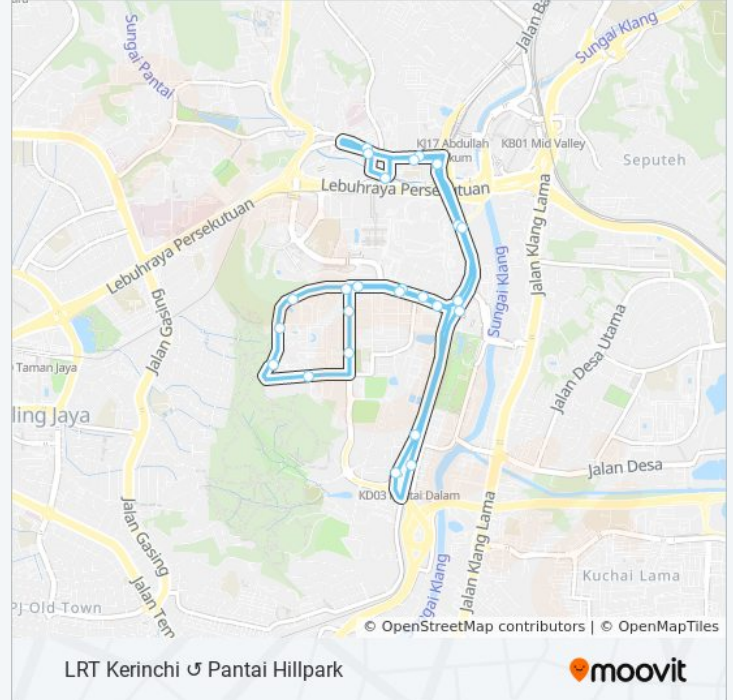 Jalan Ba
Sungai Klang
Sungai Pantai
KJ17 Abdullah
kum
KB01 Mid Valley
Seputeh
Lebuhraya Perse
utuan
Lebuhraya Persekutuan
Jalan Klang Lama
Sungai Klang
Jalan Gasing
Jalan Desa Utama
Taman Jaya
ling Jaya
Jalan Desa
KD03
tai Dalam
Jalan Gasing
Jalan Klang Lama
gai Klang
Kuchai Lama
PJ Old Town
Jalan Tem
© OpenStreetMap contributors | © OpenMapTiles
LRT Kerinchi ↺ Pantai Hillpark
moovit